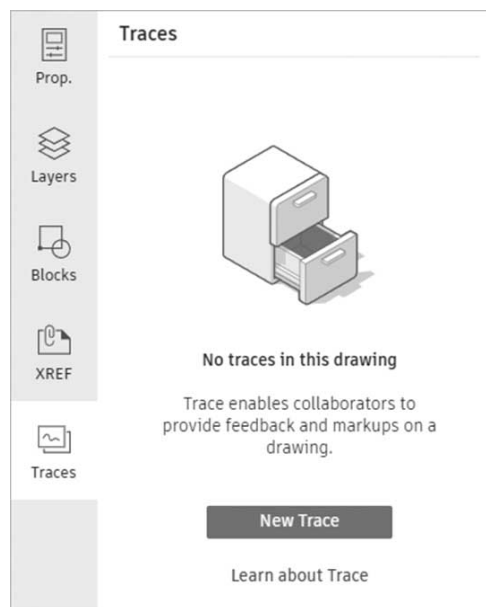 Prop.
Layers
Blocks
XREF
Traces
Traces
No traces in this drawing
Trace enables collaborators to
provide feedback and markups on a
drawing.
New Trace
Learn about Trace